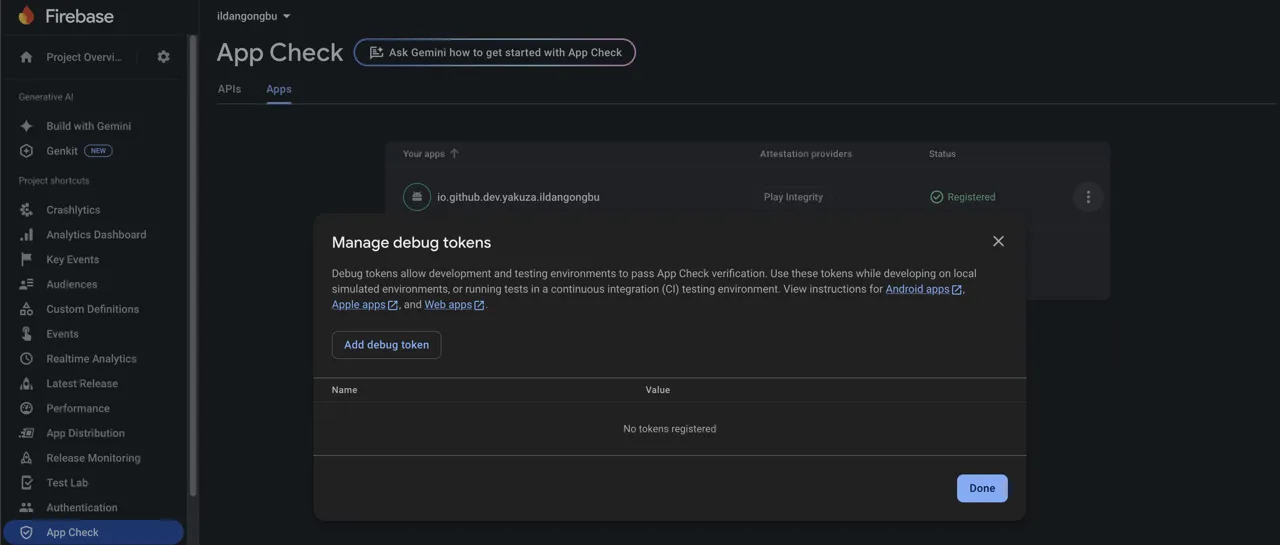 Firebase
Project Overvi...
Generative AI
Build with Gemini
Genkit NEW
Project shortcuts
Crashlytics
Analytics Dashboard
Key Events
Audiences
Custom Definitions
Events
Realtime Analytics
Latest Release
Performance
App Distribution
Release Monitoring
Test Lab
Authentication
App Check
ildangongbu
App Check Ask Gemini how to get started with App Check
APIs Apps
Your apps Attestation providers Status
io.github.dev.yakuza.ildangongbu Play Integrity Registered
Manage debug tokens
Debug tokens allow development and testing environments to pass App Check verification. Use these tokens while developing on local
simulated environments, or running tests in a continuous integration (CI) testing environment. View instructions for Android apps,
Apple apps, and Web apps.
Add debug token
Name Value
No tokens registered
Done